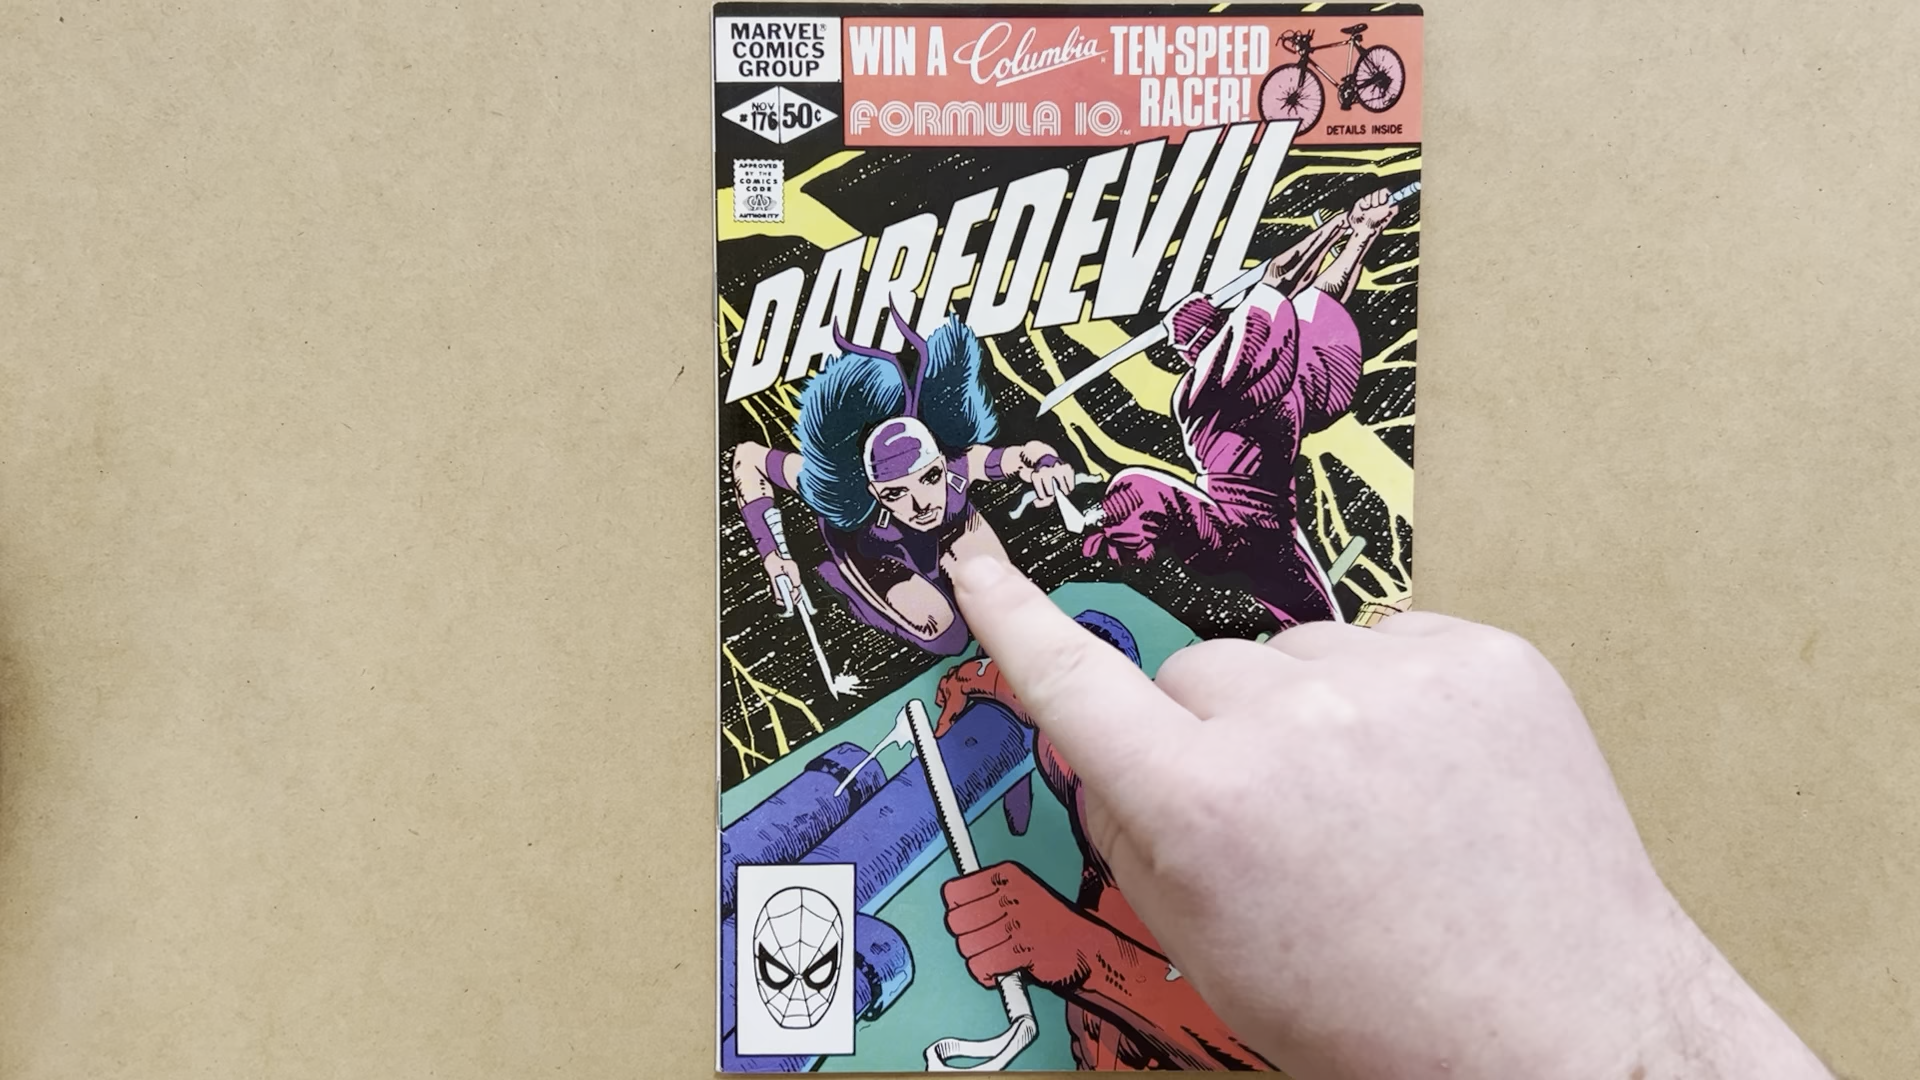 MARVEL®
COMICS
GROUP
NOV
#176
50¢
WIN A Columbia® TEN-SPEED
FORMULA 10™ RACER!
DETAILS INSIDE
APPROVED
BY THE
COMICS
CODE
AUTHORITY
DAREDEVIL